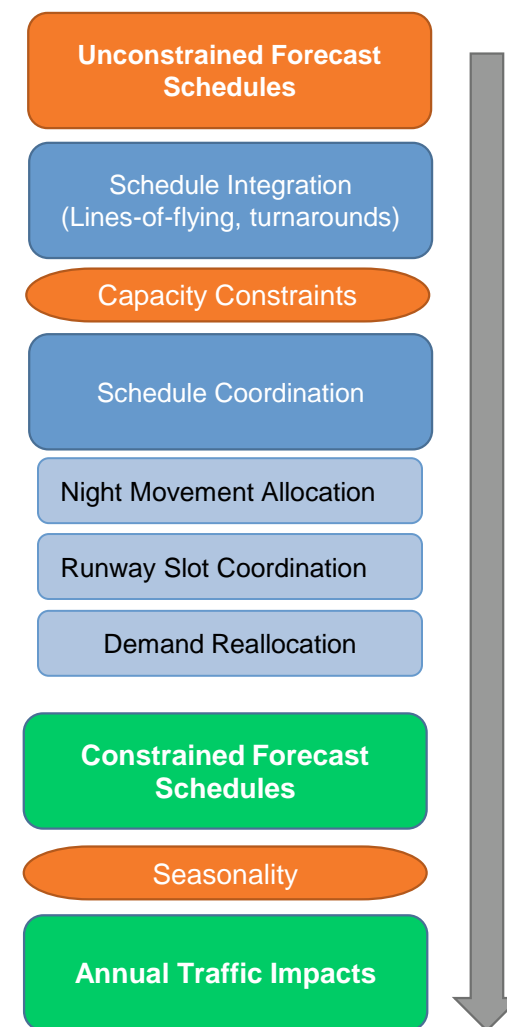 Unconstrained Forecast
Schedules
Schedule Integration
(Lines-of-flying, turnarounds)
Capacity Constraints
Schedule Coordination
Night Movement Allocation
Runway Slot Coordination
Demand Reallocation
Constrained Forecast
Schedules
Seasonality
Annual Traffic Impacts